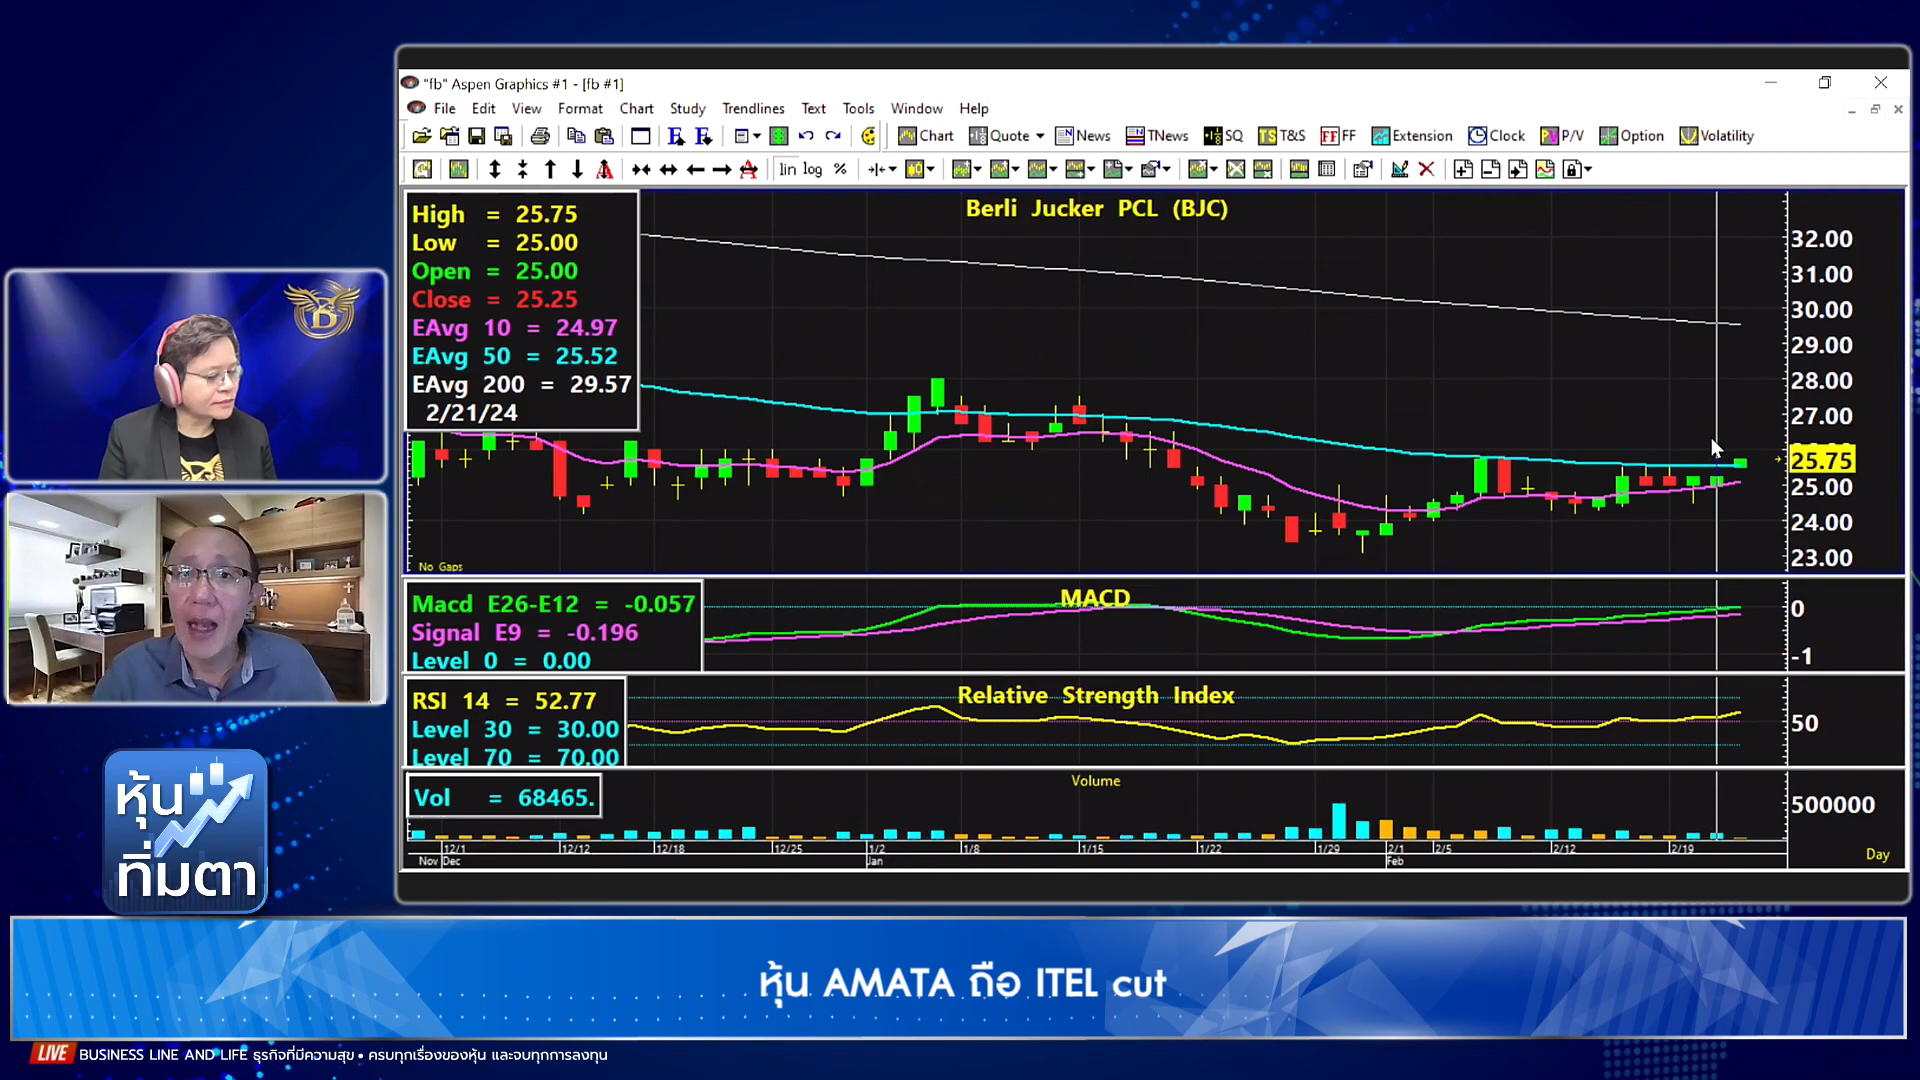 "fb" Aspen Graphics #1 - [fb #1]
File Edit View Format Chart Study Trendlines Text Tools Window Help
Chart Quote News TNews SQ TS T&S FF FF Extension Clock P/V P/V Option Volatility
lin log %
Berli Jucker PCL (BJC)
High = 25.75
Low = 25.00
Open = 25.00
Close = 25.25
EAvg 10 = 24.97
EAvg 50 = 25.52
EAvg 200 = 29.57
2/21/24
32.00
31.00
30.00
29.00
28.00
27.00
25.75
25.00
24.00
23.00
No Gaps
MACD
Macd E26-E12 = -0.057
Signal E9 = -0.196
Level 0 = 0.00
0
-1
Relative Strength Index
RSI 14 = 52.77
Level 30 = 30.00
Level 70 = 70.00
50
Volume
Vol = 68465.
500000
12/1 12/12 12/18 12/25 1/2 1/8 1/15 1/22 1/29 2/1 2/5 2/12 2/19
Nov Dec Jan Feb
Day
หุ้น
ทิ่มตา
หุ้น AMATA ถือ ITEL cut
LIVE BUSINESS LINE AND LIFE ธุรกิจที่มีความสุข • ครบทุกเรื่องของหุ้น และจบทุกการลงทุน